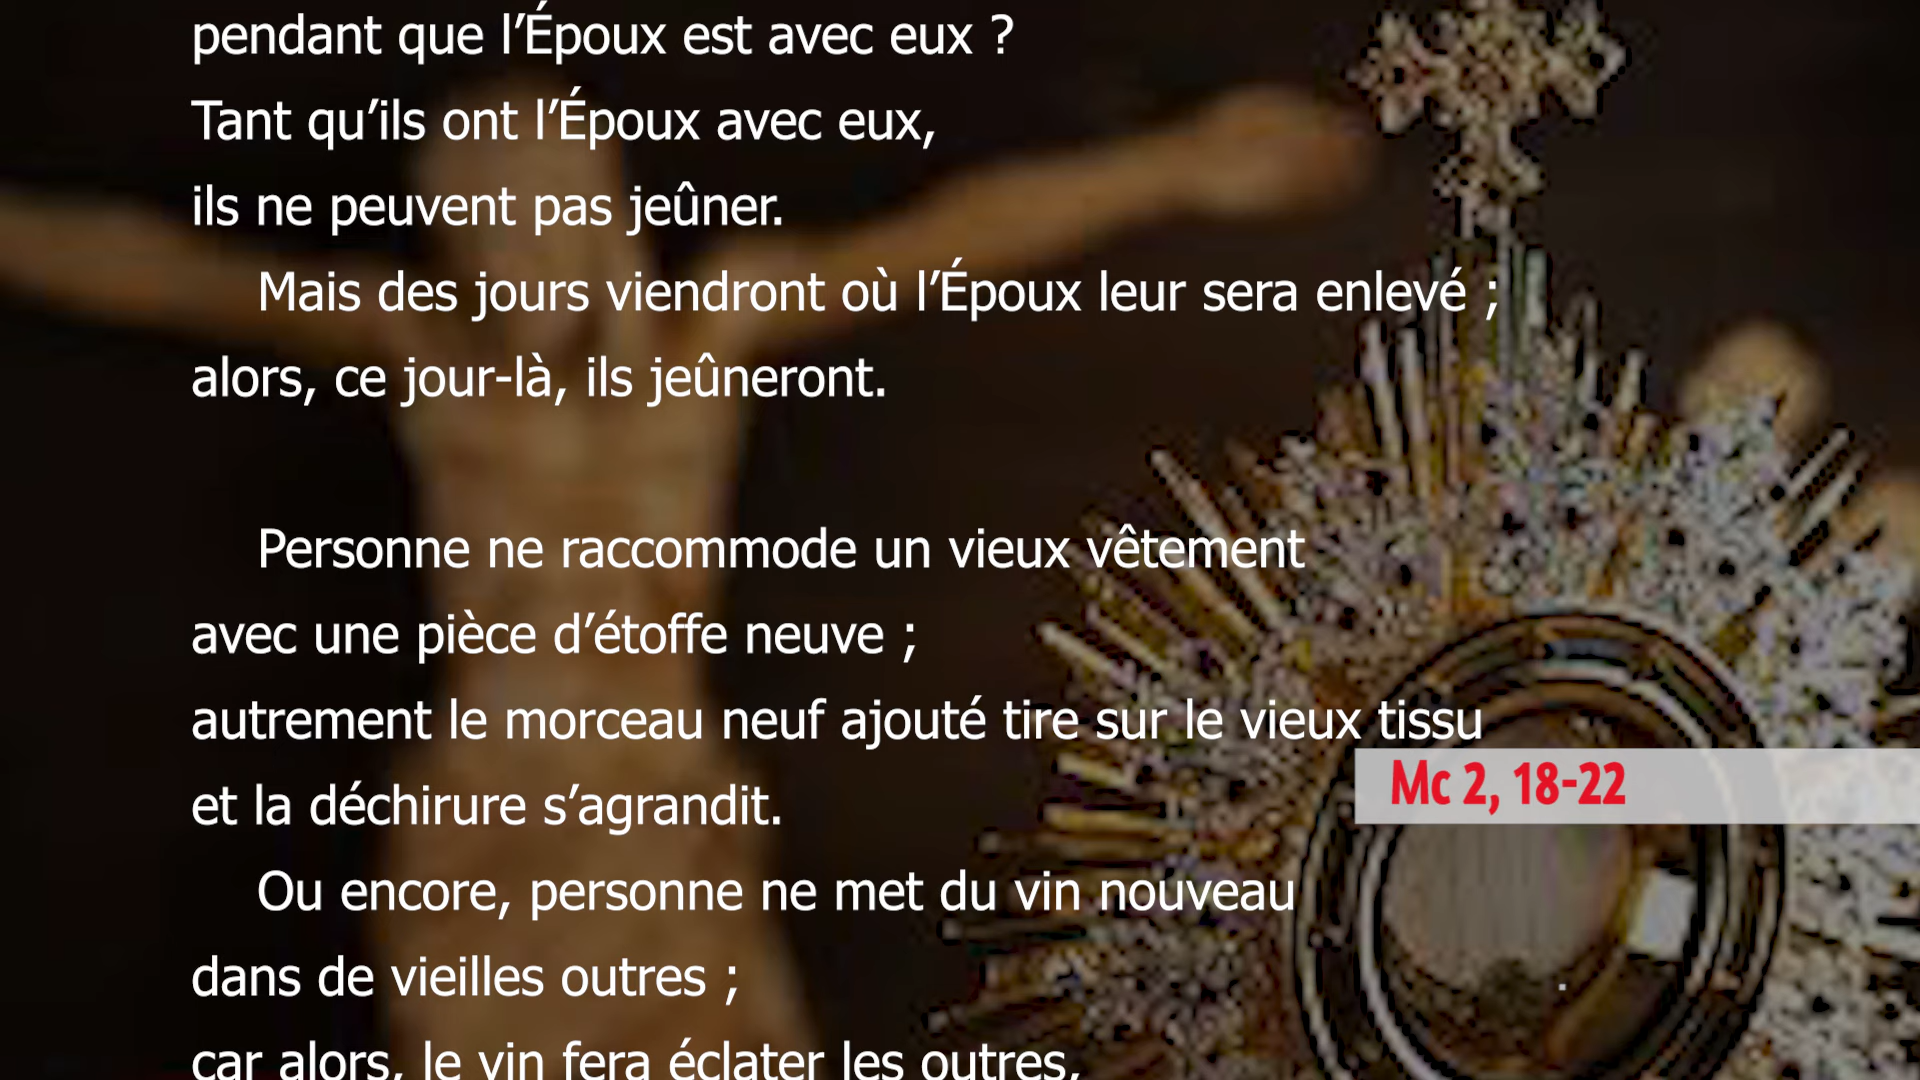 pendant que l’Époux est avec eux ?
Tant qu’ils ont l’Époux avec eux,
ils ne peuvent pas jeûner.
Mais des jours viendront où l’Époux leur sera enlevé ;
alors, ce jour-là, ils jeûneront.
Personne ne raccommode un vieux vêtement
avec une pièce d’étoffe neuve ;
autrement le morceau neuf ajouté tire sur le vieux tissu
et la déchirure s’agrandit.
Mc 2, 18-22
Ou encore, personne ne met du vin nouveau
dans de vieilles outres ;
car alors, le vin fera éclater les outres,